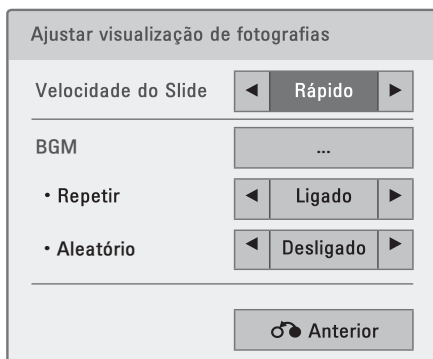 Ajustar visualização de fotografias
Velocidade do Slide ◄ Rápido ►
BGM ...
• Repetir ◄ Ligado ►
• Aleatório ◄ Desligado ►
Anterior